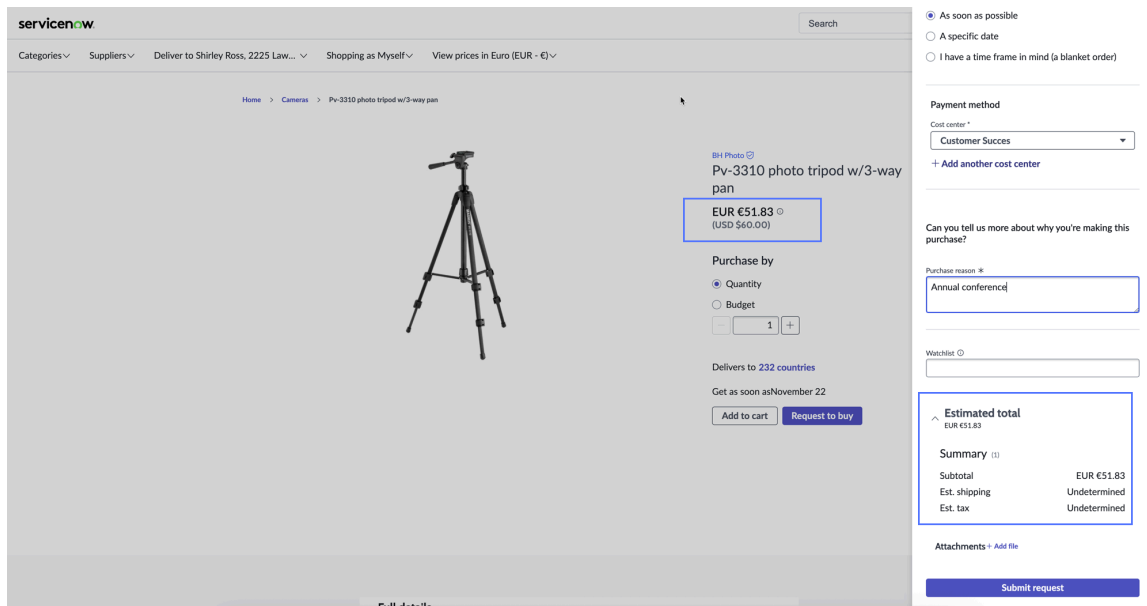 servicenow.
Search
Categories
Suppliers
Deliver to Shirley Ross, 2225 Law...
Shopping as Myself
View prices in Euro (EUR - €)
Home > Cameras > Pv-3310 photo tripod w/3-way pan
BH Photo
Pv-3310 photo tripod w/3-way
pan
EUR €51.83
(USD $60.00)
Purchase by
Quantity
Budget
1
Delivers to 232 countries
Get as soon asNovember 22
Add to cart
Request to buy
Full details
As soon as possible
A specific date
I have a time frame in mind (a blanket order)
Payment method
Cost center *
Customer Succes
+ Add another cost center
Can you tell us more about why you're making this
purchase?
Purchase reason *
Annual conference
Watchlist
Estimated total
EUR €51.83
Summary (1)
Subtotal EUR €51.83
Est. shipping Undetermined
Est. tax Undetermined
Attachments + Add file
Submit request